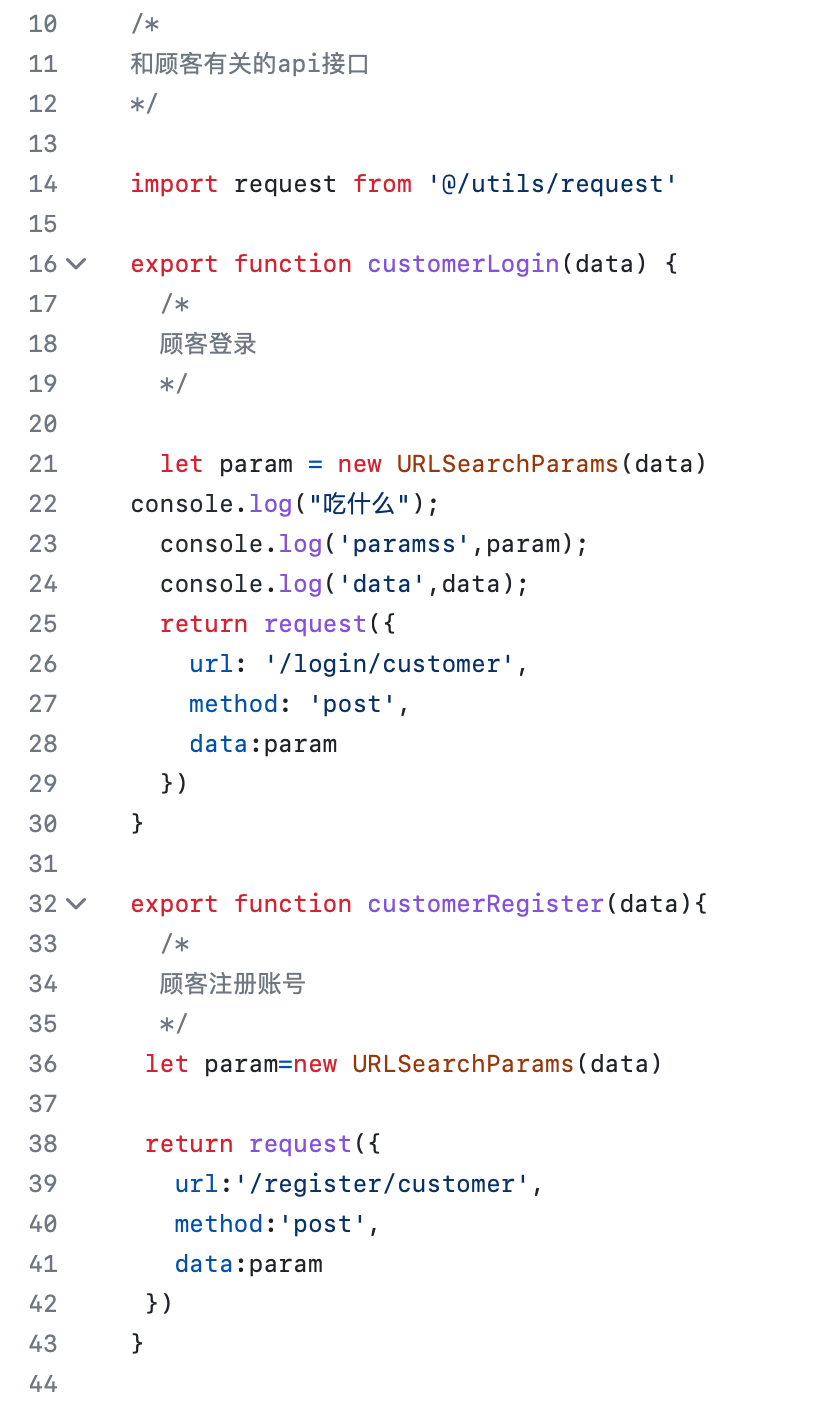 10 /*
11 和顾客有关的api接口
12 */
13
14 import request from '@/utils/request'
15
16 export function customerLogin(data) {
17   /*
18   顾客登录
19   */
20
21   let param = new URLSearchParams(data)
22 console.log("吃什么");
23   console.log('paramss',param);
24   console.log('data',data);
25   return request({
26     url: '/login/customer',
27     method: 'post',
28     data:param
29   })
30 }
31
32 export function customerRegister(data){
33   /*
34   顾客注册账号
35   */
36  let param=new URLSearchParams(data)
37
38  return request({
39    url:'/register/customer',
40    method:'post',
41    data:param
42  })
43 }
44